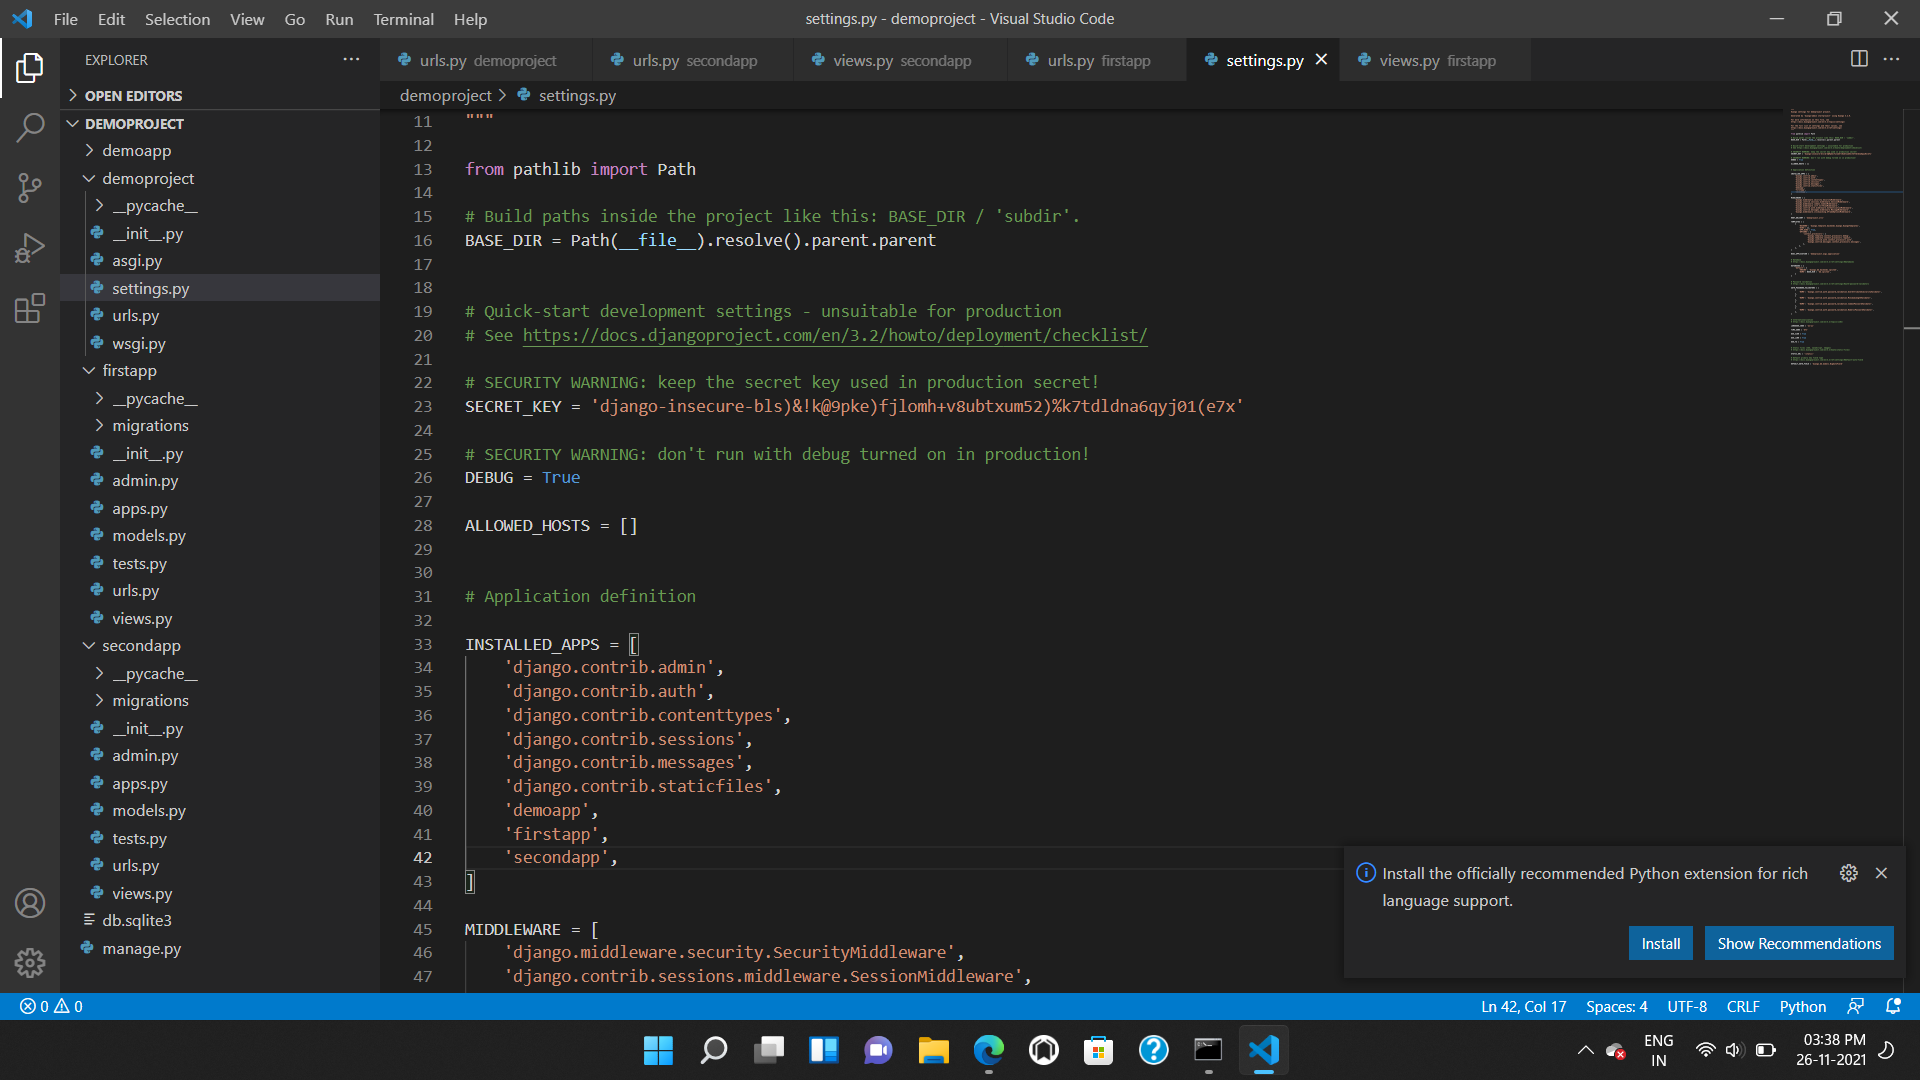 File Edit Selection View Go Run Terminal Help
settings.py - demoproject - Visual Studio Code
EXPLORER
OPEN EDITORS
DEMOPROJECT
demoapp
demoproject
__pycache__
__init__.py
asgi.py
settings.py
urls.py
wsgi.py
firstapp
__pycache__
migrations
__init__.py
admin.py
apps.py
models.py
tests.py
urls.py
views.py
secondapp
__pycache__
migrations
__init__.py
admin.py
apps.py
models.py
tests.py
urls.py
views.py
db.sqlite3
manage.py
urls.py demoproject urls.py secondapp views.py secondapp urls.py firstapp settings.py views.py firstapp
demoproject > settings.py
11 """
12
13 from pathlib import Path
14
15 # Build paths inside the project like this: BASE_DIR / 'subdir'.
16 BASE_DIR = Path(__file__).resolve().parent.parent
17
18
19 # Quick-start development settings - unsuitable for production
20 # See https://docs.djangoproject.com/en/3.2/howto/deployment/checklist/
21
22 # SECURITY WARNING: keep the secret key used in production secret!
23 SECRET_KEY = 'django-insecure-bls)&!k@9pke)fjlomh+v8ubtxum52)%k7tdldna6qyj01(e7x'
24
25 # SECURITY WARNING: don't run with debug turned on in production!
26 DEBUG = True
27
28 ALLOWED_HOSTS = []
29
30
31 # Application definition
32
33 INSTALLED_APPS = [
34 'django.contrib.admin',
35 'django.contrib.auth',
36 'django.contrib.contenttypes',
37 'django.contrib.sessions',
38 'django.contrib.messages',
39 'django.contrib.staticfiles',
40 'demoapp',
41 'firstapp',
42 'secondapp',
43 ]
44
45 MIDDLEWARE = [
46 'django.middleware.security.SecurityMiddleware',
47 'django.contrib.sessions.middleware.SessionMiddleware',
Install the officially recommended Python extension for rich
language support.
Install Show Recommendations
0 0 Ln 42, Col 17 Spaces: 4 UTF-8 CRLF Python
ENG
IN
03:38 PM
26-11-2021